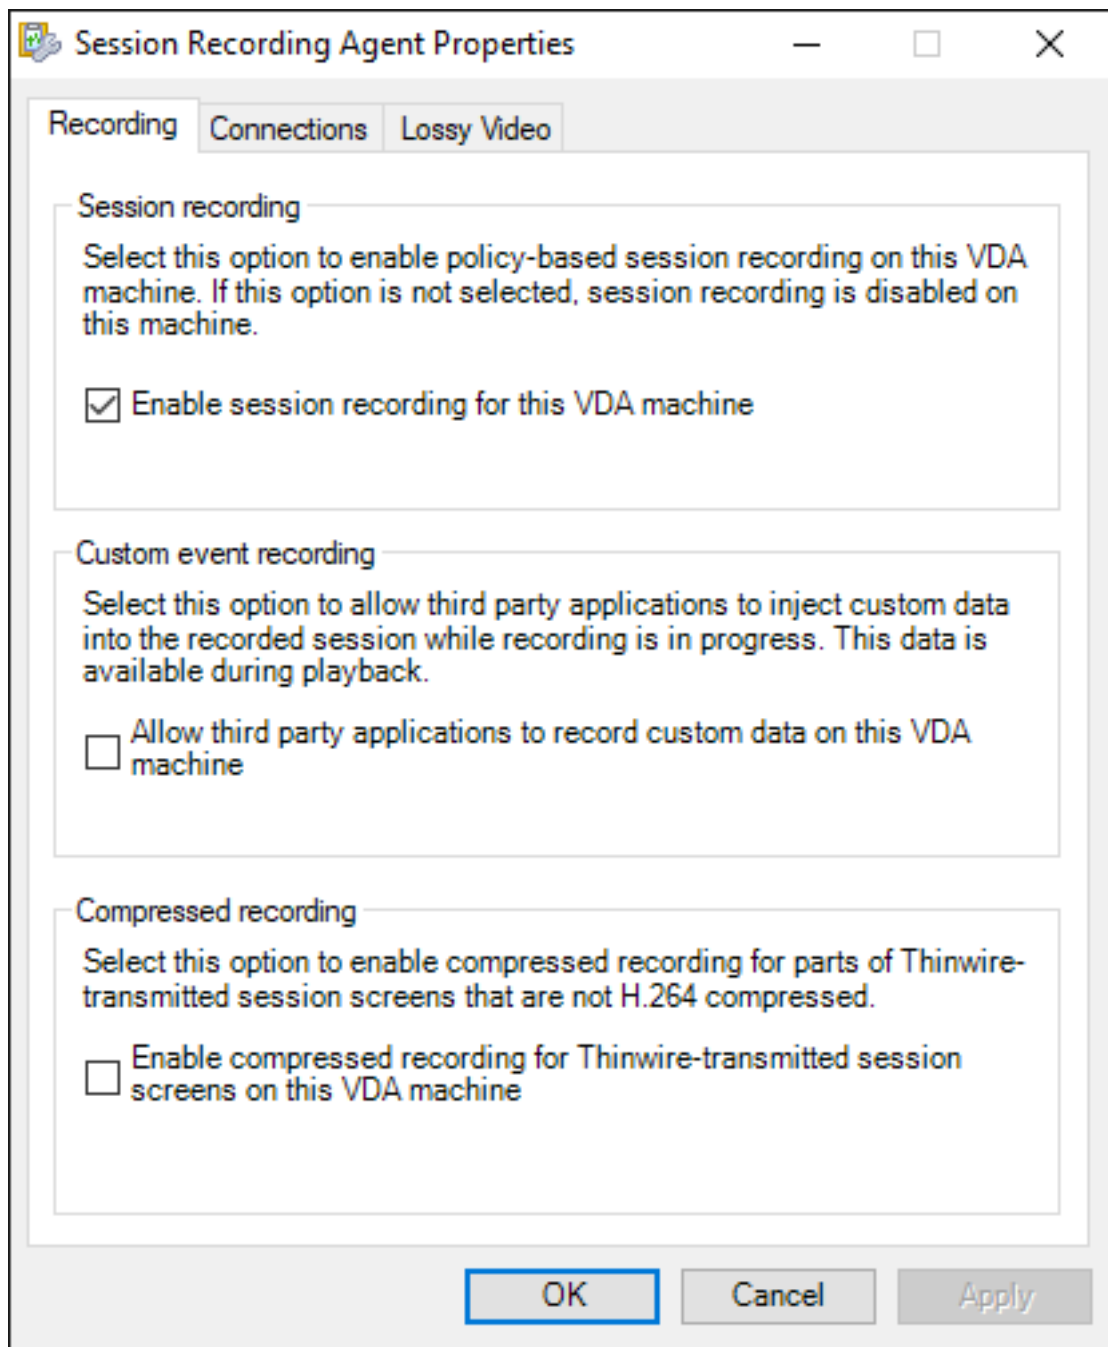 Session Recording Agent Properties
Recording
Connections
Lossy Video
Session recording
Select this option to enable policy-based session recording on this VDA
machine. If this option is not selected, session recording is disabled on
this machine.
Enable session recording for this VDA machine
Custom event recording
Select this option to allow third party applications to inject custom data
into the recorded session while recording is in progress. This data is
available during playback.
Allow third party applications to record custom data on this VDA
machine
Compressed recording
Select this option to enable compressed recording for parts of Thinwire-
transmitted session screens that are not H.264 compressed.
Enable compressed recording for Thinwire-transmitted session
screens on this VDA machine
OK
Cancel
Apply